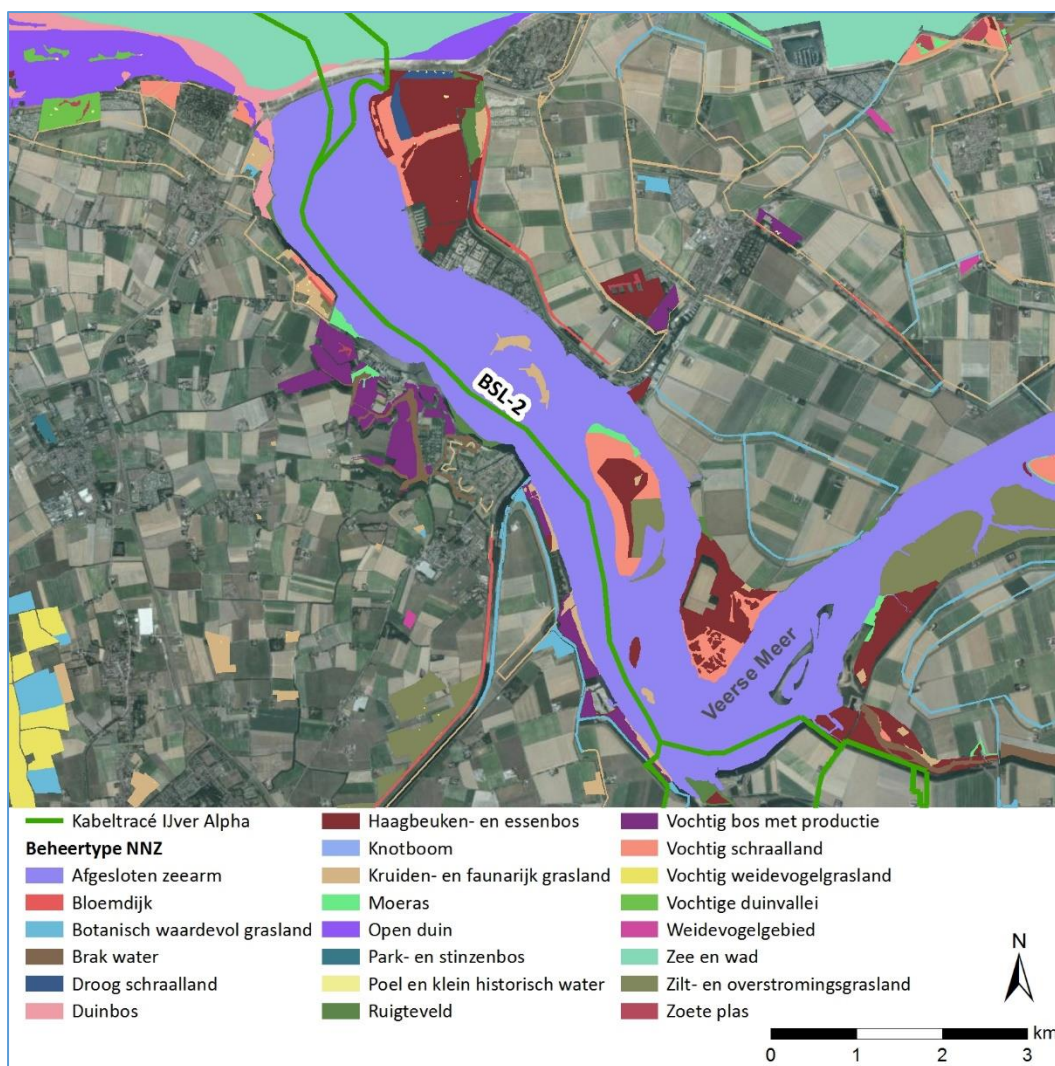 BSL-2
Veerse Meer
Kabeltracé IJver Alpha
Beheertype NNZ
Afgesloten zeearm
Bloemdijk
Botanisch waardevol grasland
Brak water
Droog schraalland
Duinbos
Haagbeuken- en essenbos
Knotboom
Kruiden- en faunarijk grasland
Moeras
Open duin
Park- en stinzenbos
Poel en klein historisch water
Ruigteveld
Vochtig bos met productie
Vochtig schraalland
Vochtig weidevogelgrasland
Vochtige duinvallei
Weidevogelgebied
Zee en wad
Zilt- en overstromingsgrasland
Zoete plas
N
km
0 1 2 3